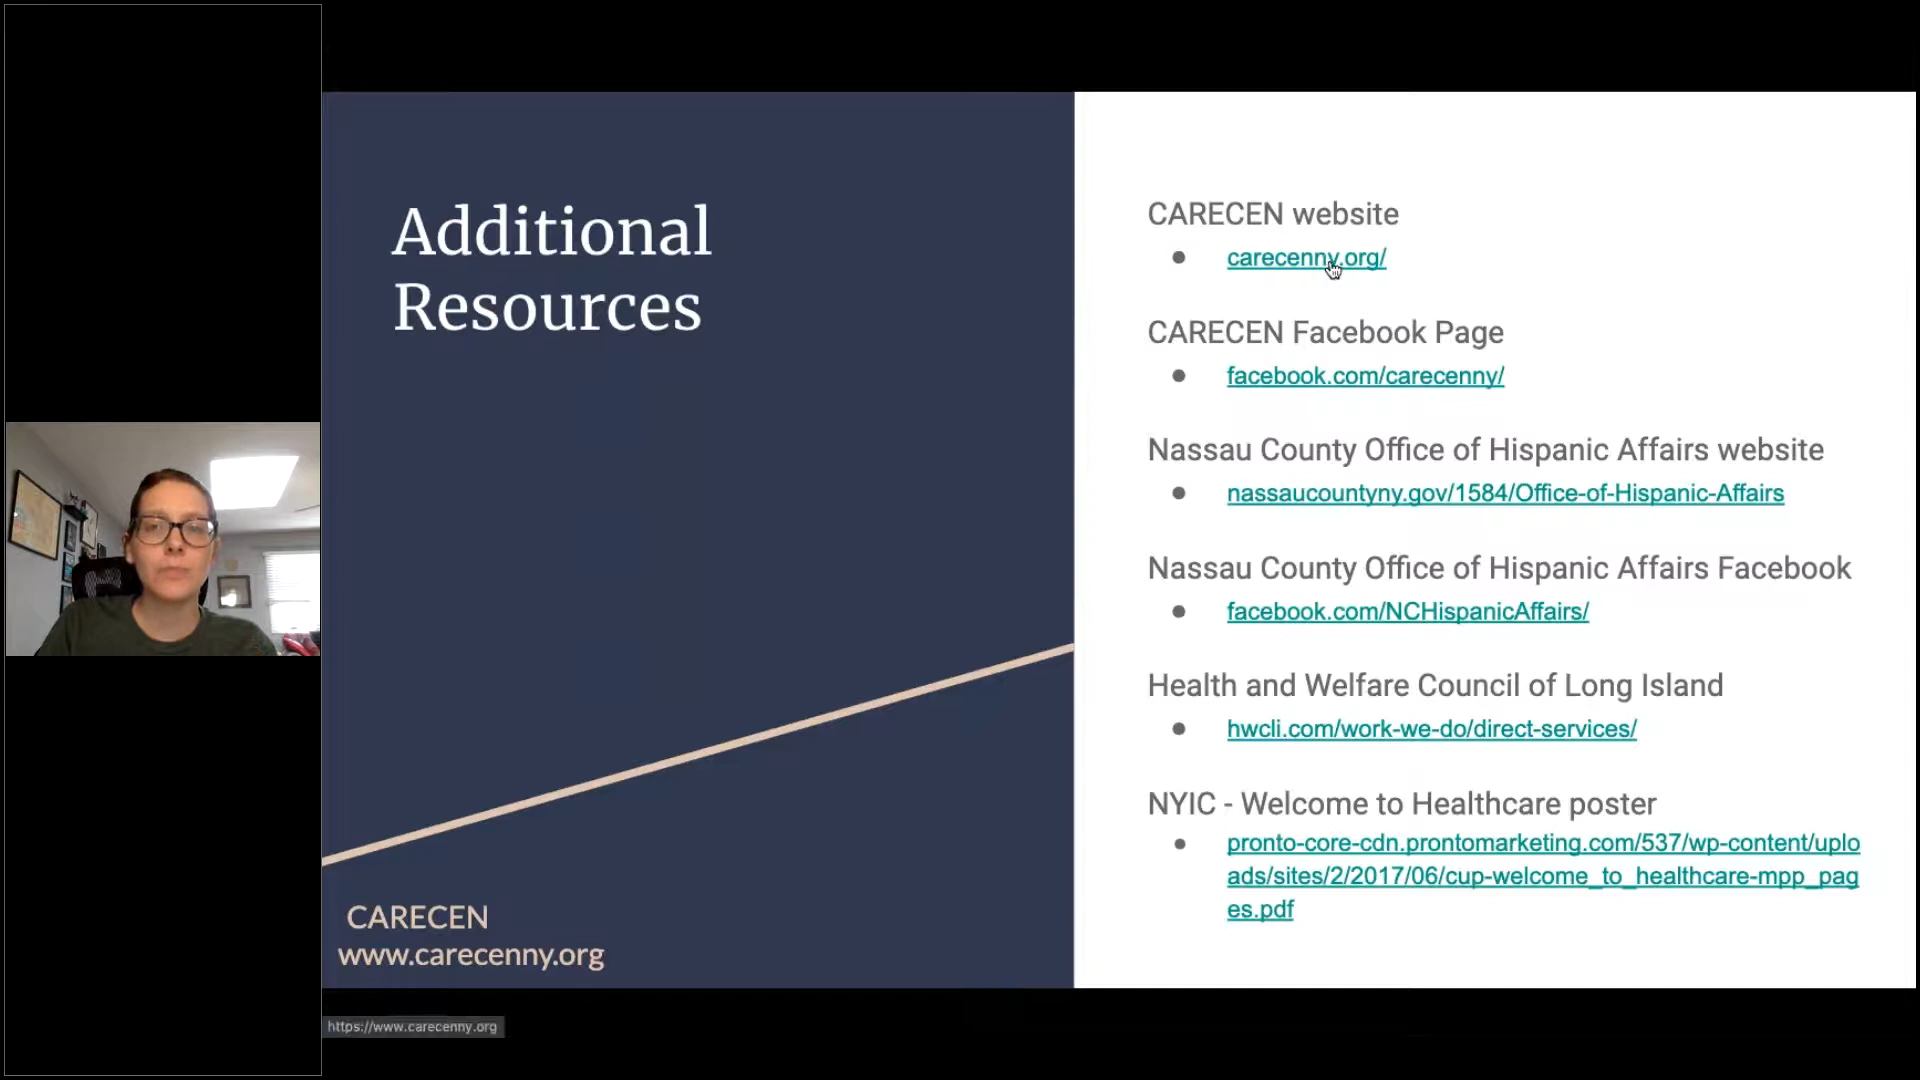 Additional
Resources
CARECEN
www.carecenny.org
CARECEN website
carecenny.org/
CARECEN Facebook Page
facebook.com/carecenny/
Nassau County Office of Hispanic Affairs website
nassaucountyny.gov/1584/Office-of-Hispanic-Affairs
Nassau County Office of Hispanic Affairs Facebook
facebook.com/NCHispanicAffairs/
Health and Welfare Council of Long Island
hwcli.com/work-we-do/direct-services/
NYIC - Welcome to Healthcare poster
pronto-core-cdn.prontomarketing.com/537/wp-content/uplo
ads/sites/2/2017/06/cup-welcome_to_healthcare-mpp_pag
es.pdf
https://www.carecenny.org